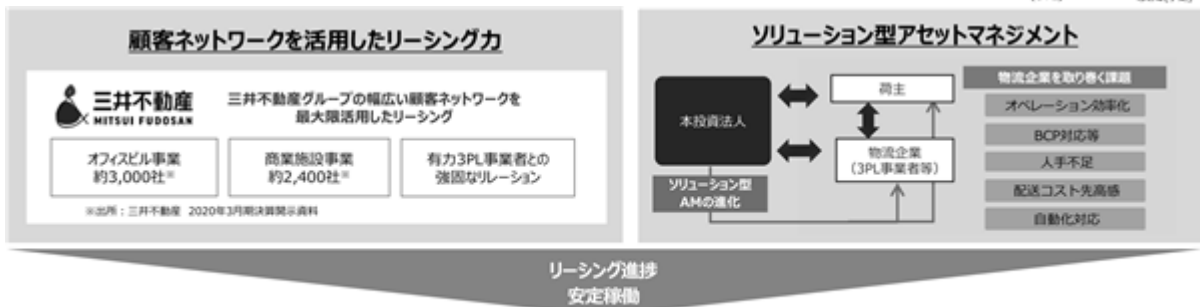 顧客ネットワークを活用したリーシング力
三井不動産
MITSUI FUDOSAN
三井不動産グループの幅広い顧客ネットワークを
最大限活用したリーシング
オフィスビル事業
約3,000社※
商業施設事業
約2,400社※
有力3PL事業者との
強固なリレーション
※出所：三井不動産 2020年3月期決算開示資料
ソリューション型アセットマネジメント
本投資法人
荷主
物流企業
(3PL事業者等)
ソリューション型
AMの進化
物流企業を取り巻く課題
オペレーション効率化
BCP対応等
人手不足
配送コスト先高感
自動化対応
リーシング進捗
安定稼働